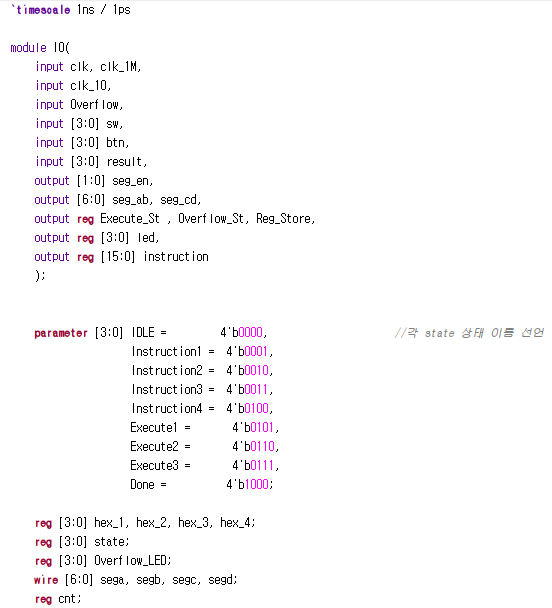 `timescale 1ns / 1ps
module IO(
input clk, clk_1M,
input clk_10,
input Overflow,
input [3:0] sw,
input [3:0] btn,
input [3:0] result,
output [1:0] seg_en,
output [6:0] seg_ab, seg_cd,
output reg Execute_St , Overflow_St, Reg_Store,
output reg [3:0] led,
output reg [15:0] instruction
);
parameter [3:0] IDLE = 4'b0000, //각 state 상태 이름 선언
Instruction1 = 4'b0001,
Instruction2 = 4'b0010,
Instruction3 = 4'b0011,
Instruction4 = 4'b0100,
Execute1 = 4'b0101,
Execute2 = 4'b0110,
Execute3 = 4'b0111,
Done = 4'b1000;
reg [3:0] hex_1, hex_2, hex_3, hex_4;
reg [3:0] state;
reg [3:0] Overflow_LED;
wire [6:0] sega, segb, segc, segd;
reg cnt;